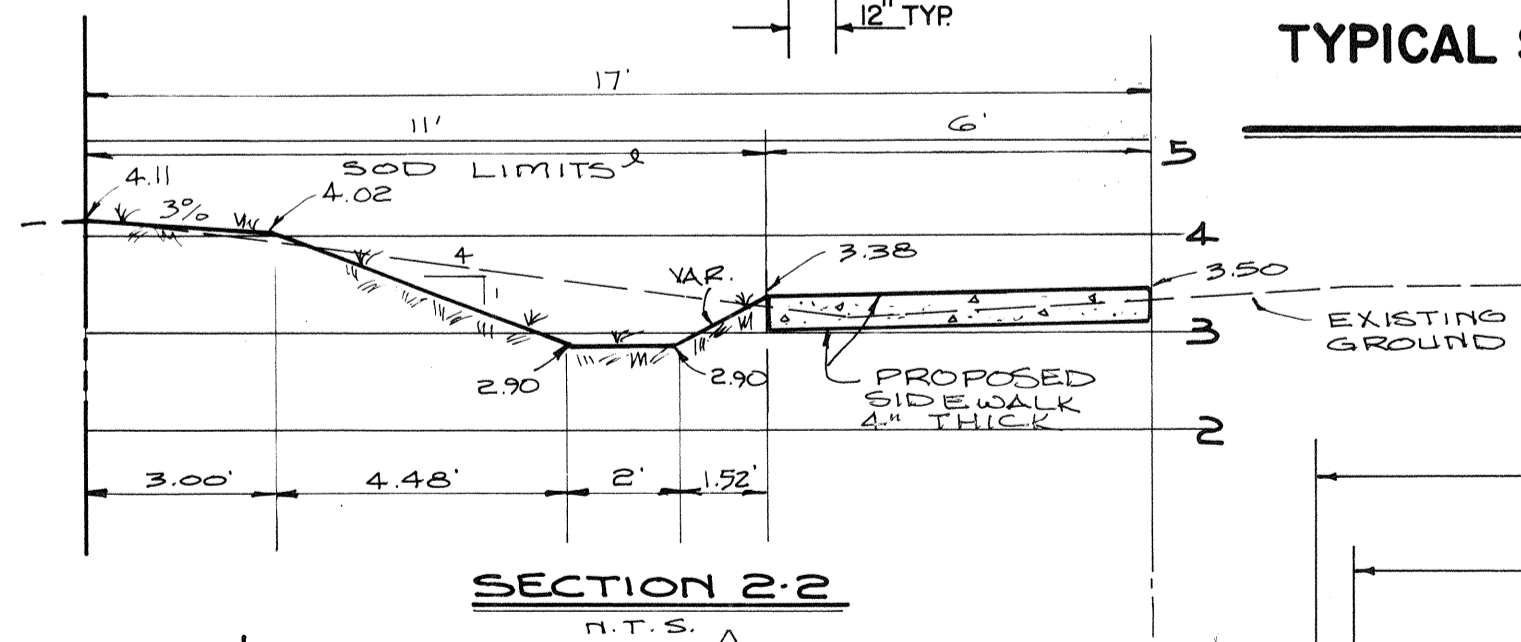 12" TYP.
TYPICAL
17'
11'
6'
5
SOD LIMITS
4.11
3%
4.02
4
3.38
4
1
VAR.
3.50
EXISTING
GROUND
3
2.90
2.90
PROPOSED
SIDEWALK
4" THICK
2
3.00'
4.48'
2'
1.52'
SECTION 2-2
N.T.S.